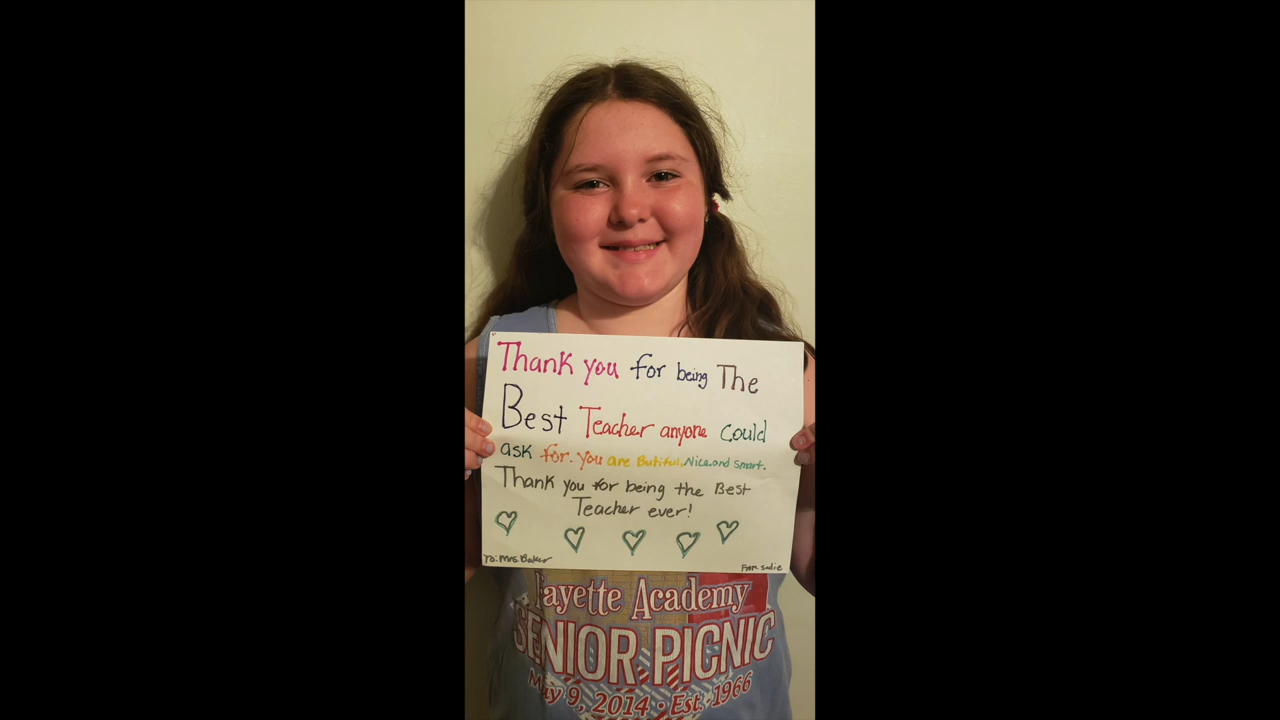 Thank you for being The
Best Teacher anyone could
ask for. you are Butiful, Nice, and smart.
Thank you for being the Best
Teacher ever!
To: Mrs. Baker
From sadie
Fayette Academy
SENIOR PICNIC
May 9, 2014 • Est. 1966